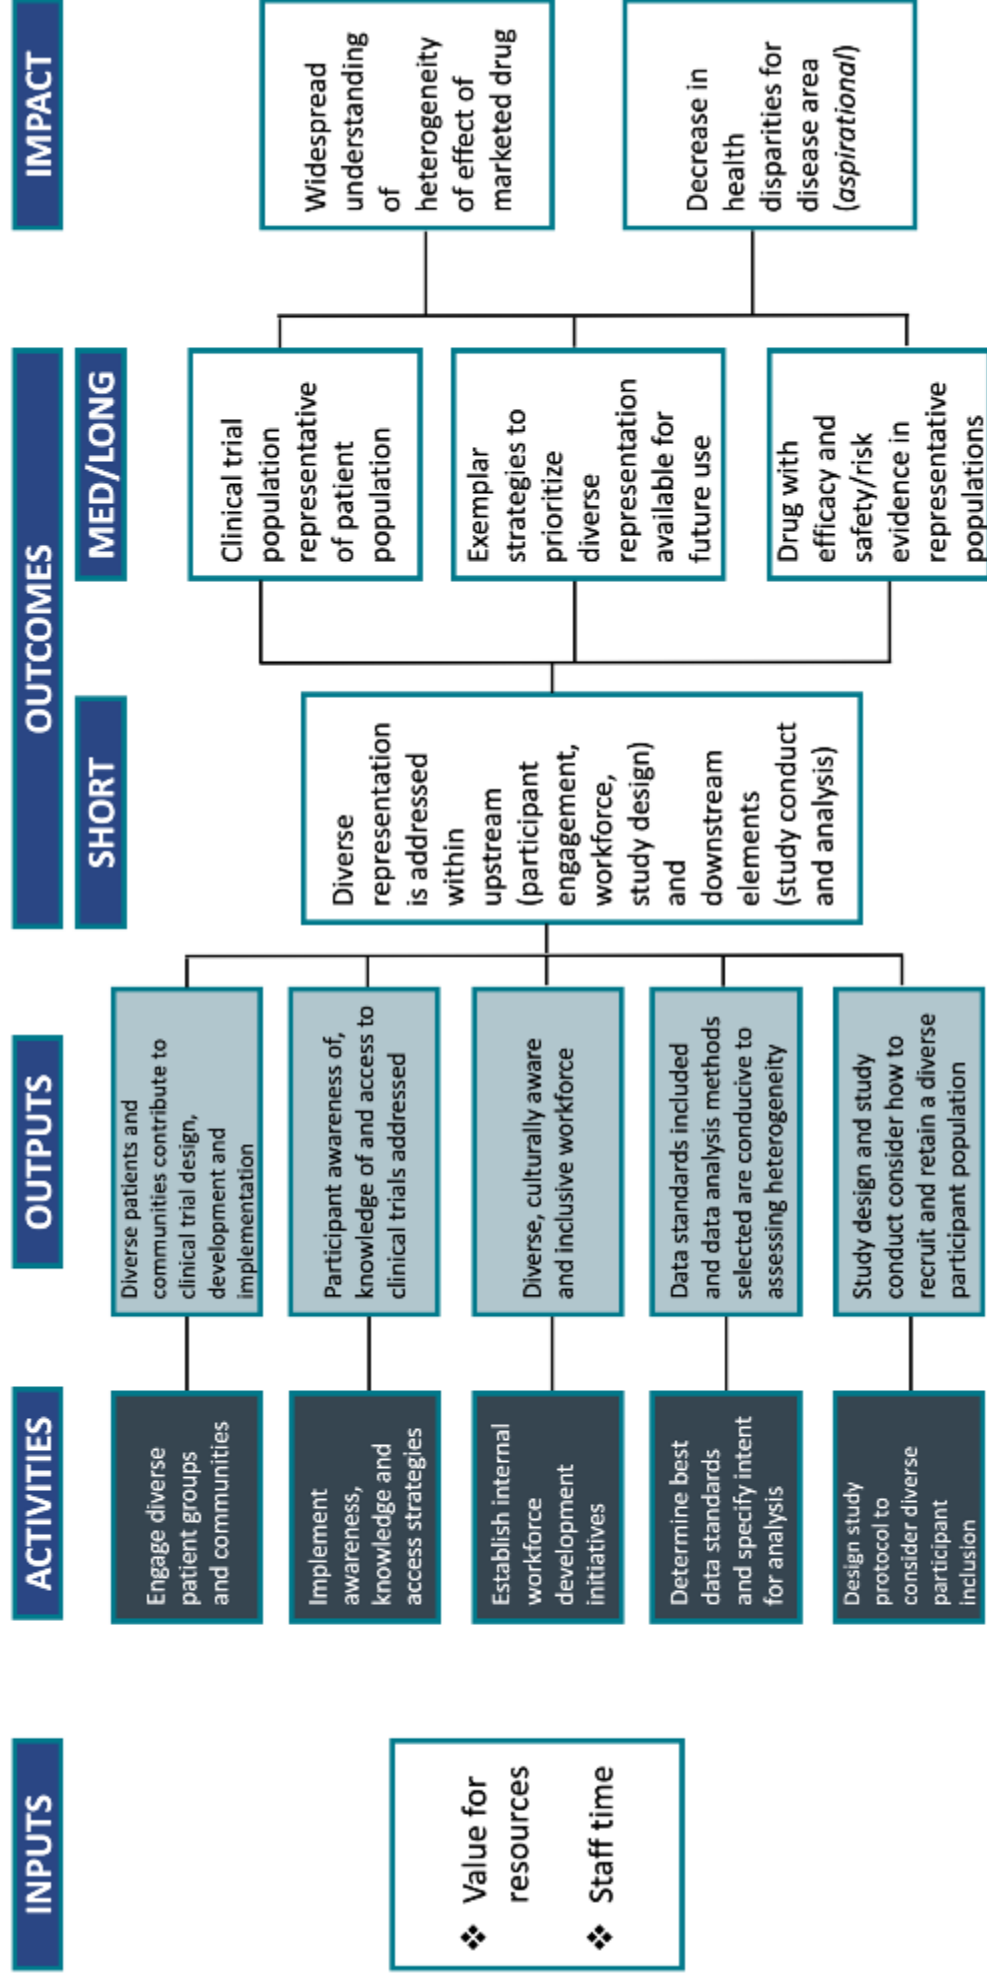 INPUTS
❖ Value for
resources
❖ Staff time
ACTIVITIES
Engage diverse
patient groups
and communities
Implement
awareness,
knowledge and
access strategies
Establish internal
workforce
development
initiatives
Determine best
data standards
and specify intent
for analysis
Design study
protocol to
consider diverse
participant
inclusion
OUTPUTS
Diverse patients and
communities contribute to
clinical trial design,
development and
implementation
Participant awareness of,
knowledge of and access to
clinical trials addressed
Diverse, culturally aware
and inclusive workforce
Data standards included
and data analysis methods
selected are conducive to
assessing heterogeneity
Study design and study
conduct consider how to
recruit and retain a diverse
participant population
OUTCOMES
SHORT
Diverse
representation
is addressed
within
upstream
(participant
engagement,
workforce,
study design)
and
downstream
elements
(study conduct
and analysis)
MED/LONG
Clinical trial
population
representative
of patient
population
Exemplar
strategies to
prioritize
diverse
representation
available for
future use
Drug with
efficacy and
safety/risk
evidence in
representative
populations
IMPACT
Widespread
understanding
of
heterogeneity
of effect of
marketed drug
Decrease in
health
disparities for
disease area
(aspirational)